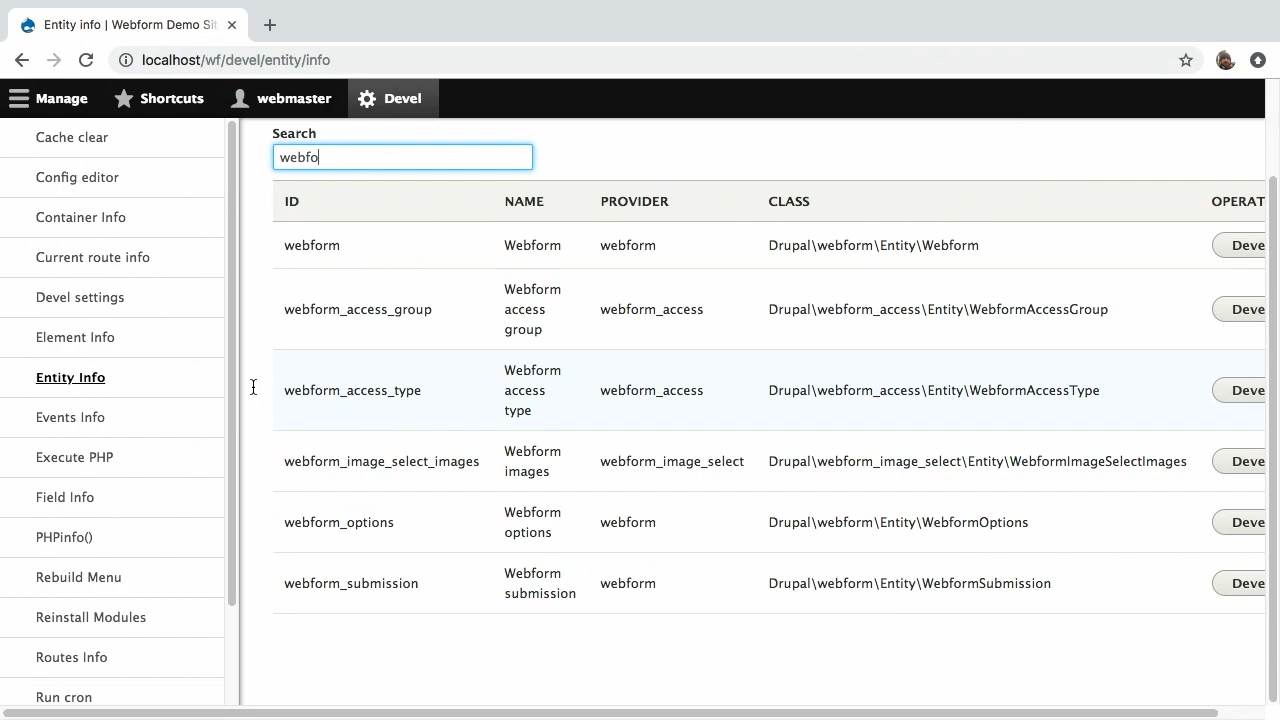 Entity info | Webform Demo Sit
localhost/wf/devel/entity/info
Manage
Shortcuts
webmaster
Devel
Cache clear
Config editor
Container Info
Current route info
Devel settings
Element Info
Entity Info
Events Info
Execute PHP
Field Info
PHPinfo()
Rebuild Menu
Reinstall Modules
Routes Info
Run cron
Search
webfo
ID NAME PROVIDER CLASS OPERAT
webform Webform webform Drupal\webform\Entity\Webform Deve
webform_access_group Webform access group webform_access Drupal\webform_access\Entity\WebformAccessGroup Deve
webform_access_type Webform access type webform_access Drupal\webform_access\Entity\WebformAccessType Deve
webform_image_select_images Webform images webform_image_select Drupal\webform_image_select\Entity\WebformImageSelectImages Deve
webform_options Webform options webform Drupal\webform\Entity\WebformOptions Deve
webform_submission Webform submission webform Drupal\webform\Entity\WebformSubmission Deve